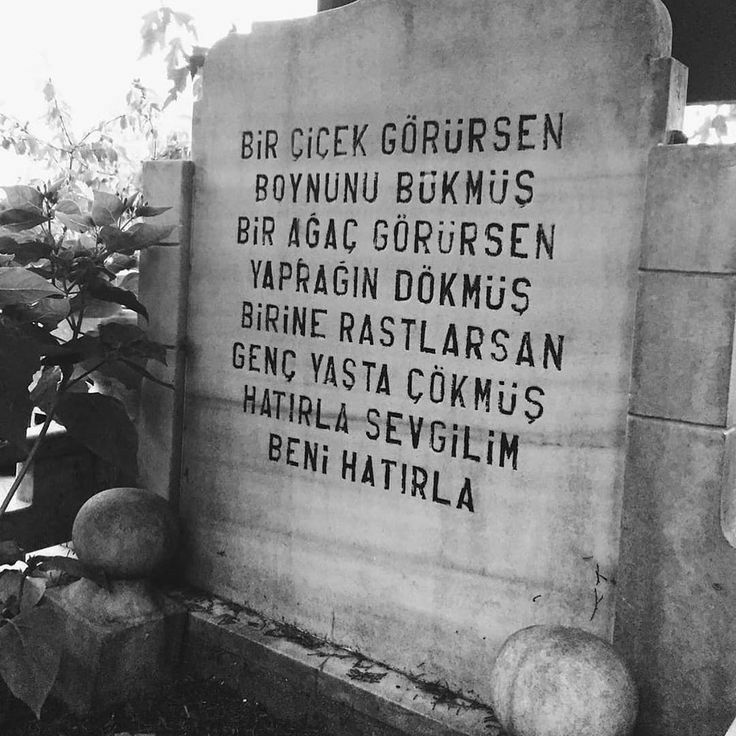 BİR ÇİÇEK GÖRÜRSEN
BOYNUNU BÜKMÜŞ
BİR AĞAÇ GÖRÜRSEN
YAPRAĞIN DÖKMÜŞ
BİRİNE RASTLARSAN
GENÇ YAŞTA ÇÖKMÜŞ
HATIRLA SEVGİLİM
BENİ HATIRLA